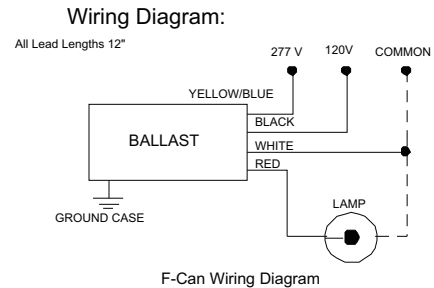 Wiring Diagram:
All Lead Lengths 12"
277 V 120V COMMON
YELLOW/BLUE
BLACK
BALLAST
WHITE
RED
LAMP
GROUND CASE
F-Can Wiring Diagram